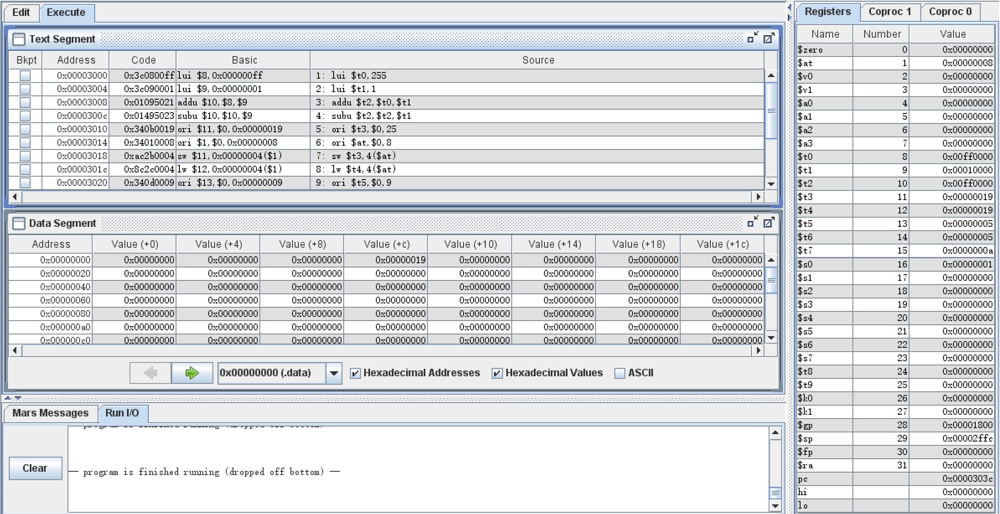 Edit Execute
Text Segment
Bkpt Address Code Basic Source
0x00003000 0x3c0800ff lui $8,0x000000ff 1: lui $t0,255
0x00003004 0x3c090001 lui $9,0x00000001 2: lui $t1,1
0x00003008 0x01095021 addu $10,$8,$9 3: addu $t2,$t0,$t1
0x0000300c 0x01495023 subu $10,$10,$9 4: subu $t2,$t2,$t1
0x00003010 0x340b0019 ori $11,$0,0x00000019 5: ori $t3,$0,25
0x00003014 0x34010008 ori $1,$0,0x00000008 6: ori $at,$0,8
0x00003018 0xac2b0004 sw $11,0x00000004($1) 7: sw $t3,4($at)
0x0000301c 0x8c2c0004 lw $12,0x00000004($1) 8: lw $t4,4($at)
0x00003020 0x340d0009 ori $13,$0,0x00000009 9: ori $t5,$0,9
Data Segment
Address Value (+0) Value (+4) Value (+8) Value (+c) Value (+10) Value (+14) Value (+18) Value (+1c)
0x00000000 0x00000000 0x00000000 0x00000000 0x00000019 0x00000000 0x00000000 0x00000000 0x00000000
0x00000020 0x00000000 0x00000000 0x00000000 0x00000000 0x00000000 0x00000000 0x00000000 0x00000000
0x00000040 0x00000000 0x00000000 0x00000000 0x00000000 0x00000000 0x00000000 0x00000000 0x00000000
0x00000060 0x00000000 0x00000000 0x00000000 0x00000000 0x00000000 0x00000000 0x00000000 0x00000000
0x00000080 0x00000000 0x00000000 0x00000000 0x00000000 0x00000000 0x00000000 0x00000000 0x00000000
0x000000a0 0x00000000 0x00000000 0x00000000 0x00000000 0x00000000 0x00000000 0x00000000 0x00000000
0x000000c0 0x00000000 0x00000000 0x00000000 0x00000000 0x00000000 0x00000000 0x00000000 0x00000000
0x00000000 (.data) Hexadecimal Addresses Hexadecimal Values ASCII
Mars Messages Run I/O
program is finished running (dropped off bottom)
Clear
— program is finished running (dropped off bottom) —
Registers Coproc 1 Coproc 0
Name Number Value
$zero 0 0x00000000
$at 1 0x00000008
$v0 2 0x00000000
$v1 3 0x00000000
$a0 4 0x00000000
$a1 5 0x00000000
$a2 6 0x00000000
$a3 7 0x00000000
$t0 8 0x00ff0000
$t1 9 0x00010000
$t2 10 0x00ff0000
$t3 11 0x00000019
$t4 12 0x00000019
$t5 13 0x00000005
$t6 14 0x00000005
$t7 15 0x0000000a
$s0 16 0x00000001
$s1 17 0x00000000
$s2 18 0x00000000
$s3 19 0x00000000
$s4 20 0x00000000
$s5 21 0x00000000
$s6 22 0x00000000
$s7 23 0x00000000
$t8 24 0x00000000
$t9 25 0x00000000
$k0 26 0x00000000
$k1 27 0x00000000
$gp 28 0x00001800
$sp 29 0x00002ffc
$fp 30 0x00000000
$ra 31 0x00000000
pc 0x0000303c
hi 0x00000000
lo 0x00000000